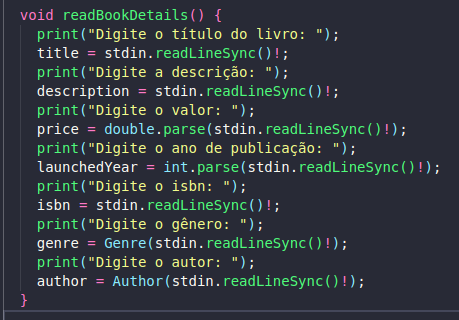 void readBookDetails() {
print("Digite o título do livro: ");
title = stdin.readLineSync()!;
print("Digite a descrição: ");
description = stdin.readLineSync()!;
print("Digite o valor: ");
price = double.parse(stdin.readLineSync()!);
print("Digite o ano de publicação: ");
launchedYear = int.parse(stdin.readLineSync()!);
print("Digite o isbn: ");
isbn = stdin.readLineSync()!;
print("Digite o gênero: ");
genre = Genre(stdin.readLineSync()!);
print("Digite o autor: ");
author = Author(stdin.readLineSync()!);
}